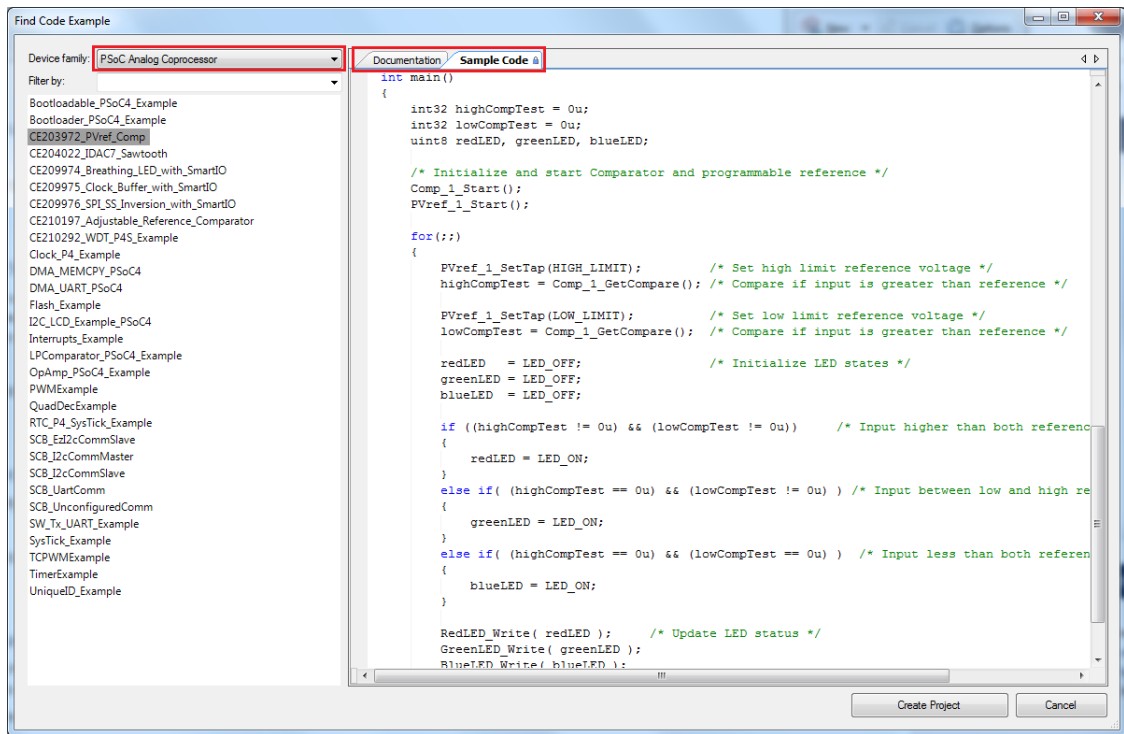 Find Code Example
Device family: PSoC Analog Coprocessor
Filter by:
Bootloadable_PSoC4_Example
Bootloader_PSoC4_Example
CE203972_PVref_Comp
CE204022_IDAC7_Sawtooth
CE209974_Breathing_LED_with_SmartIO
CE209975_Clock_Buffer_with_SmartIO
CE209976_SPI_SS_Inversion_with_SmartIO
CE210197_Adjustable_Reference_Comparator
CE210292_WDT_P4S_Example
Clock_P4_Example
DMA_MEMCPY_PSoC4
DMA_UART_PSoC4
Flash_Example
I2C_LCD_Example_PSoC4
Interrupts_Example
LPComparator_PSoC4_Example
OpAmp_PSoC4_Example
PWMExample
QuadDecExample
RTC_P4_SysTick_Example
SCB_EzI2cCommSlave
SCB_I2cCommMaster
SCB_I2cCommSlave
SCB_UartComm
SCB_UnconfiguredComm
SW_Tx_UART_Example
SysTick_Example
TCPWMExample
TimerExample
UniqueID_Example
Documentation Sample Code
int main()
{
int32 highCompTest = 0u;
int32 lowCompTest = 0u;
uint8 redLED, greenLED, blueLED;
/* Initialize and start Comparator and programmable reference */
Comp_1_Start();
PVref_1_Start();
for(;;)
{
PVref_1_SetTap(HIGH_LIMIT); /* Set high limit reference voltage */
highCompTest = Comp_1_GetCompare(); /* Compare if input is greater than reference */
PVref_1_SetTap(LOW_LIMIT); /* Set low limit reference voltage */
lowCompTest = Comp_1_GetCompare(); /* Compare if input is greater than reference */
redLED = LED_OFF; /* Initialize LED states */
greenLED = LED_OFF;
blueLED = LED_OFF;
if ((highCompTest != 0u) && (lowCompTest != 0u)) /* Input higher than both referenc
{
redLED = LED_ON;
}
else if( (highCompTest == 0u) && (lowCompTest != 0u) ) /* Input between low and high re
{
greenLED = LED_ON;
}
else if( (highCompTest == 0u) && (lowCompTest == 0u) ) /* Input less than both referen
{
blueLED = LED_ON;
}
RedLED_Write( redLED ); /* Update LED status */
GreenLED_Write( greenLED );
BlueLED_Write( blueLED );
Create Project Cancel